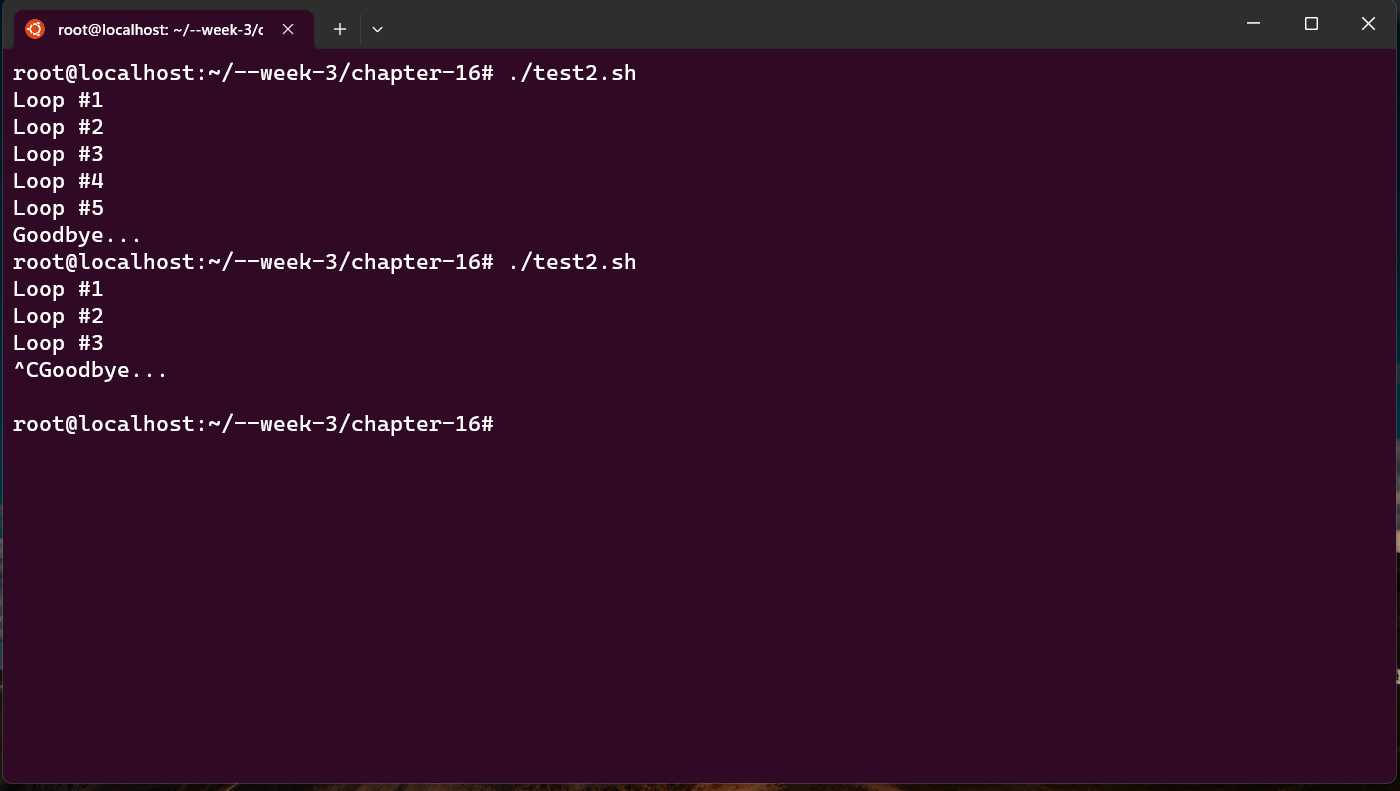 root@localhost: ~/--week-3/c
root@localhost:~/--week-3/chapter-16# ./test2.sh
Loop #1
Loop #2
Loop #3
Loop #4
Loop #5
Goodbye...
root@localhost:~/--week-3/chapter-16# ./test2.sh
Loop #1
Loop #2
Loop #3
^CGoodbye...
root@localhost:~/--week-3/chapter-16#